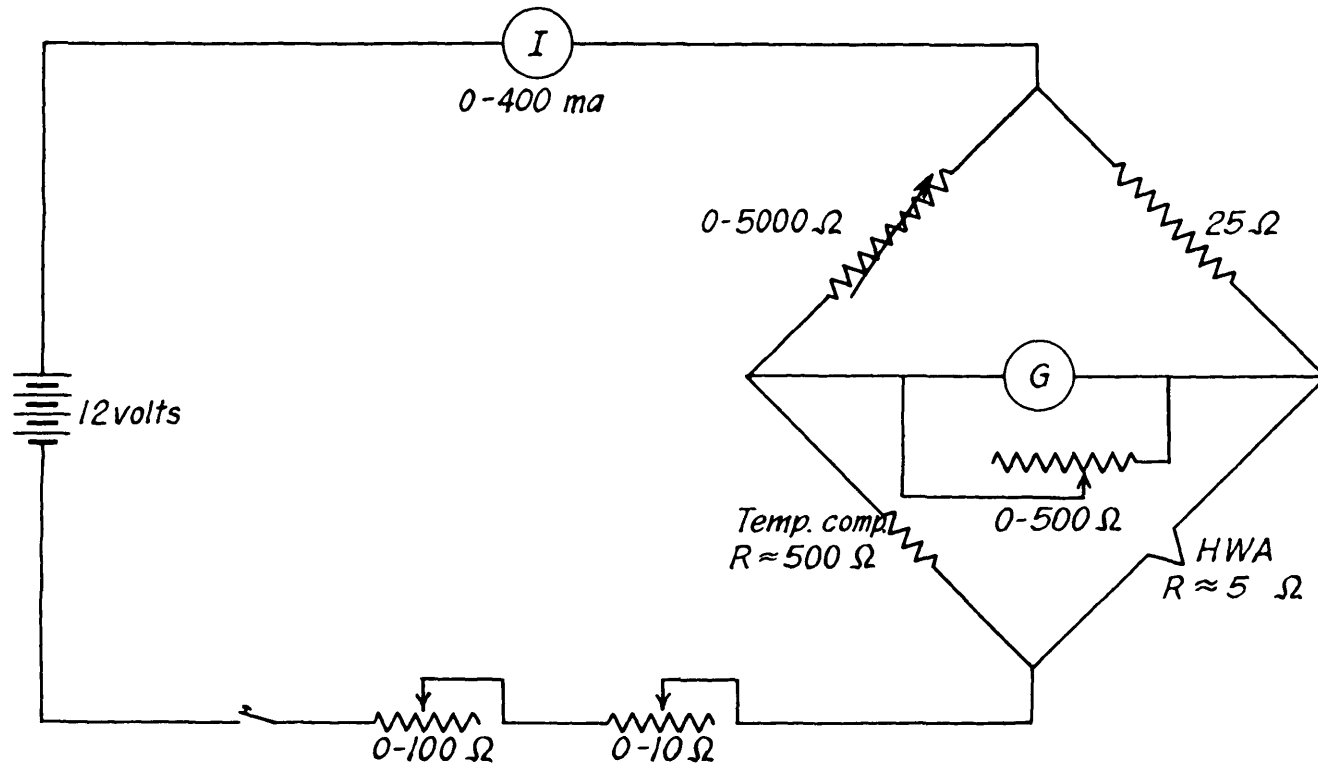 I
0-400 ma
0-5000 Ω
25 Ω
12 volts
G
0-500 Ω
Temp. comp.
R ≈ 500 Ω
HWA
R ≈ 5 Ω
0-100 Ω
0-10 Ω